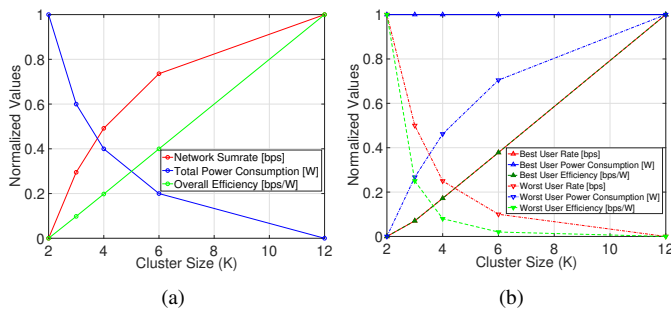 1
0.8
0.6
0.4
0.2
0
Normalized Values
2
4
6
8
10
12
Cluster Size (K)
Network Sumrate [bps]
Total Power Consumption [W]
Overall Efficiency [bps/W]
(a)
1
0.8
0.6
0.4
0.2
0
Normalized Values
2
4
6
8
10
12
Cluster Size (K)
Best User Rate [bps]
Best User Power Consumption [W]
Best User Efficiency [bps/W]
Worst User Rate [bps]
Worst User Power Consumption [W]
Worst User Efficiency [bps/W]
(b)